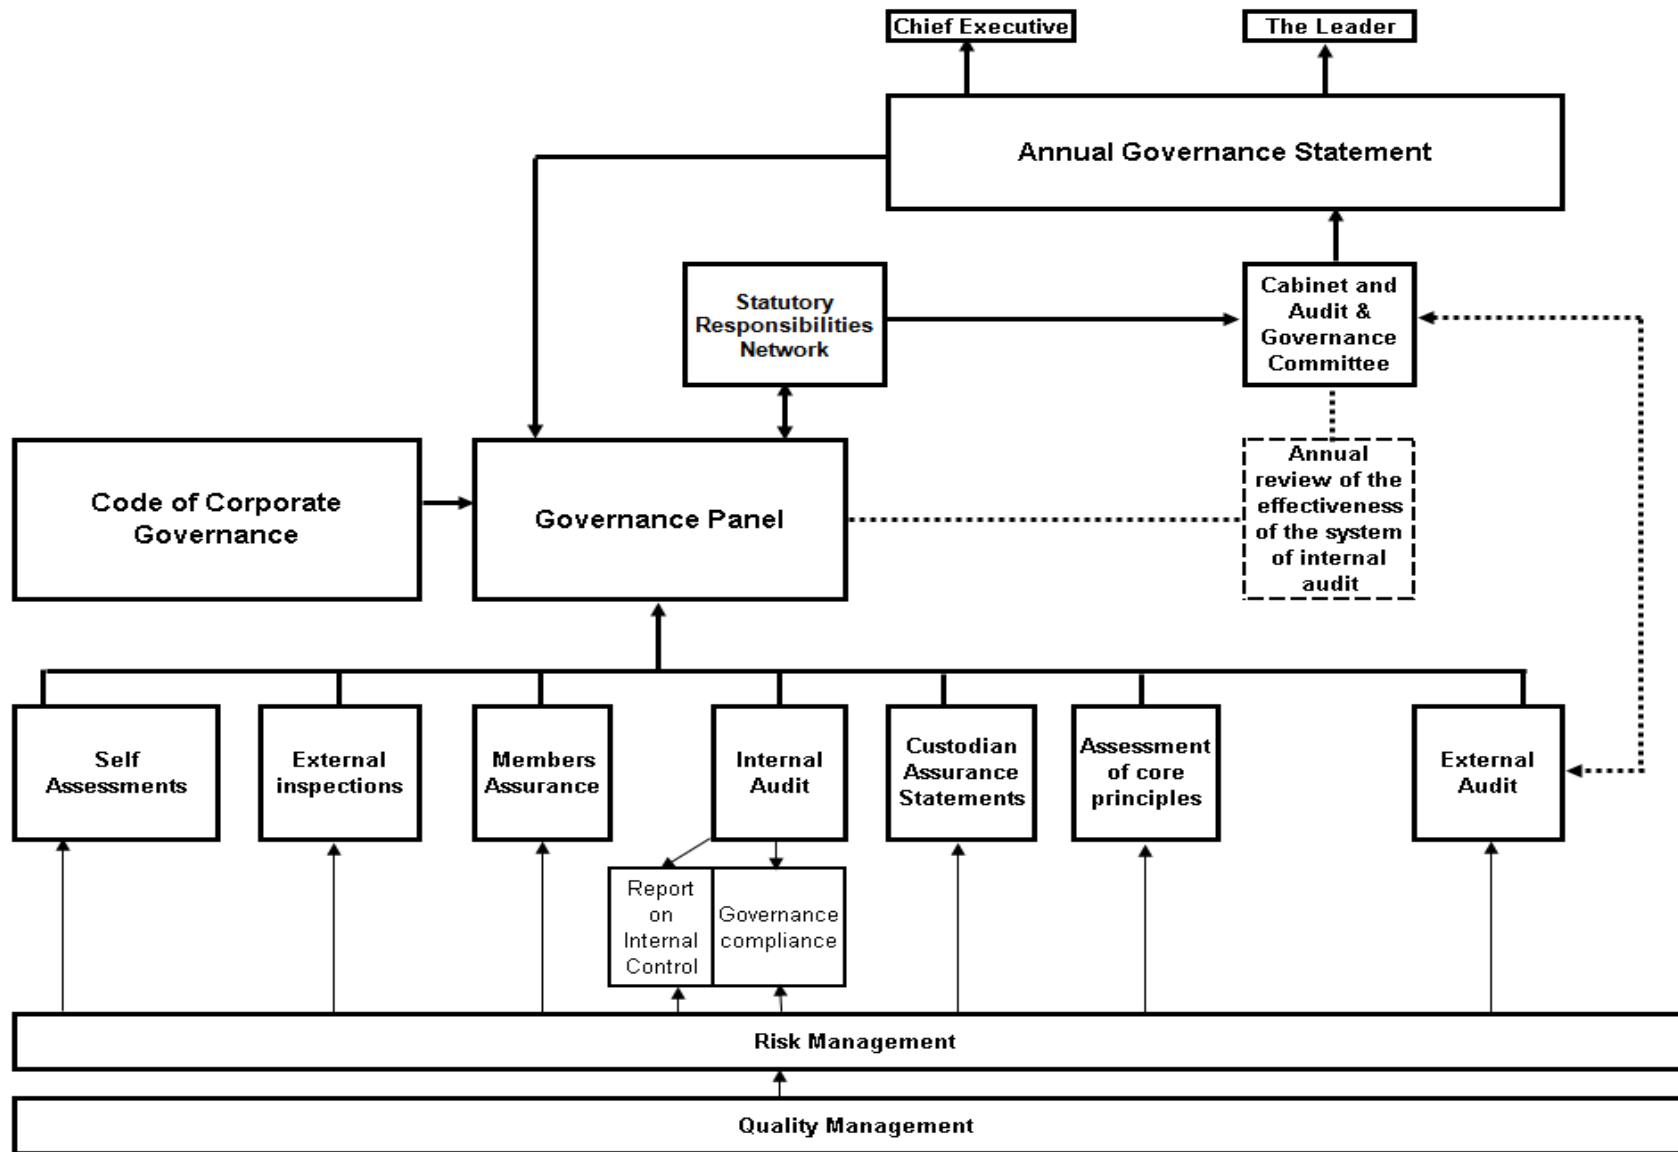 Chief Executive
The Leader
Annual Governance Statement
Statutory
Responsibilities
Network
Cabinet and
Audit &
Governance
Committee
Code of Corporate
Governance
Governance Panel
Annual
review of the
effectiveness
of the system
of internal
audit
Self
Assessments
External
inspections
Members
Assurance
Internal
Audit
Custodian
Assurance
Statements
Assessment
of core
principles
External
Audit
Report
on
Internal
Control
Governance
compliance
Risk Management
Quality Management